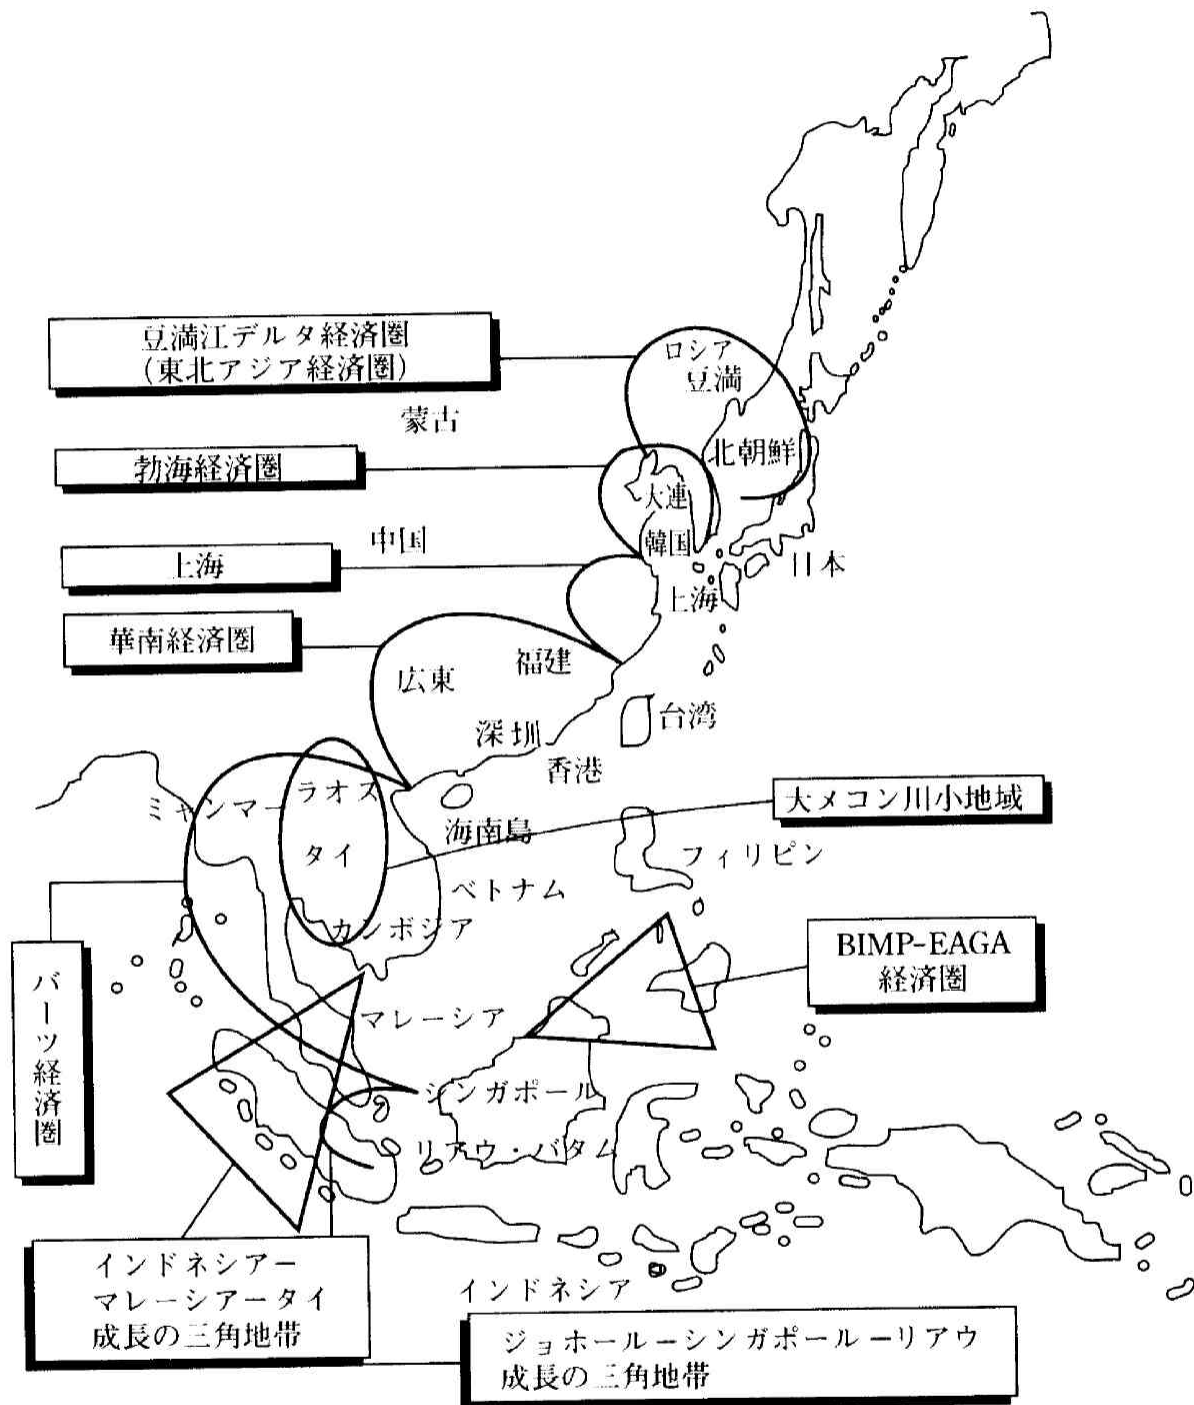 ロシア
豆満江デルタ経済圏
(東北アジア経済圏)
豆満
蒙古
北朝鮮
勃海経済圏
大連
中国
韓国
上海
日本
上海
華南経済圏
福建
広東
台湾
深圳
香港
ミャンマー
ラオス
大メコン川小地域
海南島
タイ
フィリピン
ベトナム
カンボジア
BIMP-EAGA
経済圏
バーツ経済圏
マレーシア
シンガポール
リアウ・バタム
インドネシアー
マレーシアータイ
成長の三角地帯
インドネシア
ジョホールーシンガポールーリアウ
成長の三角地帯